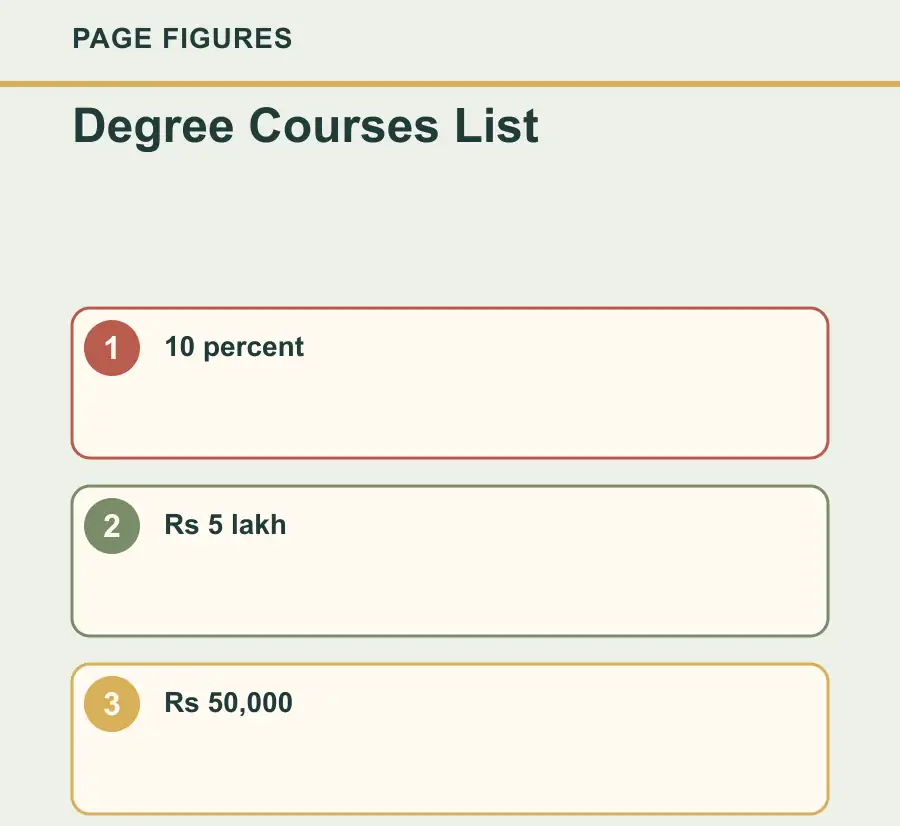 PAGE FIGURES
Degree Courses List
1 10 percent
2 Rs 5 lakh
3 Rs 50,000